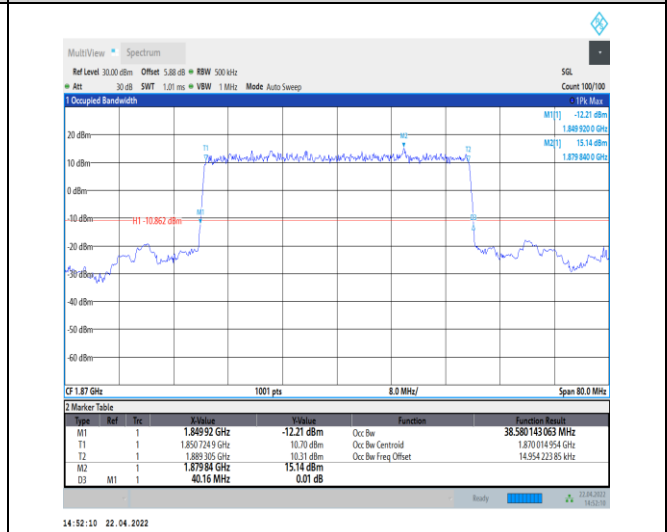 MultiView Spectrum
Ref Level 30.00 dBm Offset 5.88 dB RBW 500 kHz SGL
Att 30 dB SWT 1.01 ms VBW 1 MHz Mode Auto Sweep Count 100/100
1 Occupied Bandwidth 1Pk Max
M1[1] -12.21 dBm
1.849 920 0 GHz
M2[1] 15.14 dBm
1.879 840 0 GHz
20 dBm
10 dBm
0 dBm
-10 dBm
-20 dBm
-30 dBm
-40 dBm
-50 dBm
-60 dBm
T1
M2
T2
M1
H1 -10.862 dBm
CF 1.87 GHz 1001 pts 8.0 MHz/ Span 80.0 MHz
2 Marker Table
Type Ref Trc X-Value Y-Value Function Function Result
M1 1 1.849 92 GHz -12.21 dBm Occ Bw 38.580 143 063 MHz
T1 1 1.850 724 9 GHz 10.70 dBm Occ Bw Centroid 1.870 014 954 GHz
T2 1 1.889 305 GHz 10.31 dBm Occ Bw Freq Offset 14.954 223 85 kHz
M2 1 1.879 84 GHz 15.14 dBm
D3 M1 1 40.16 MHz 0.01 dB
Ready 22.04.2022
14:52:10
14:52:10 22.04.2022